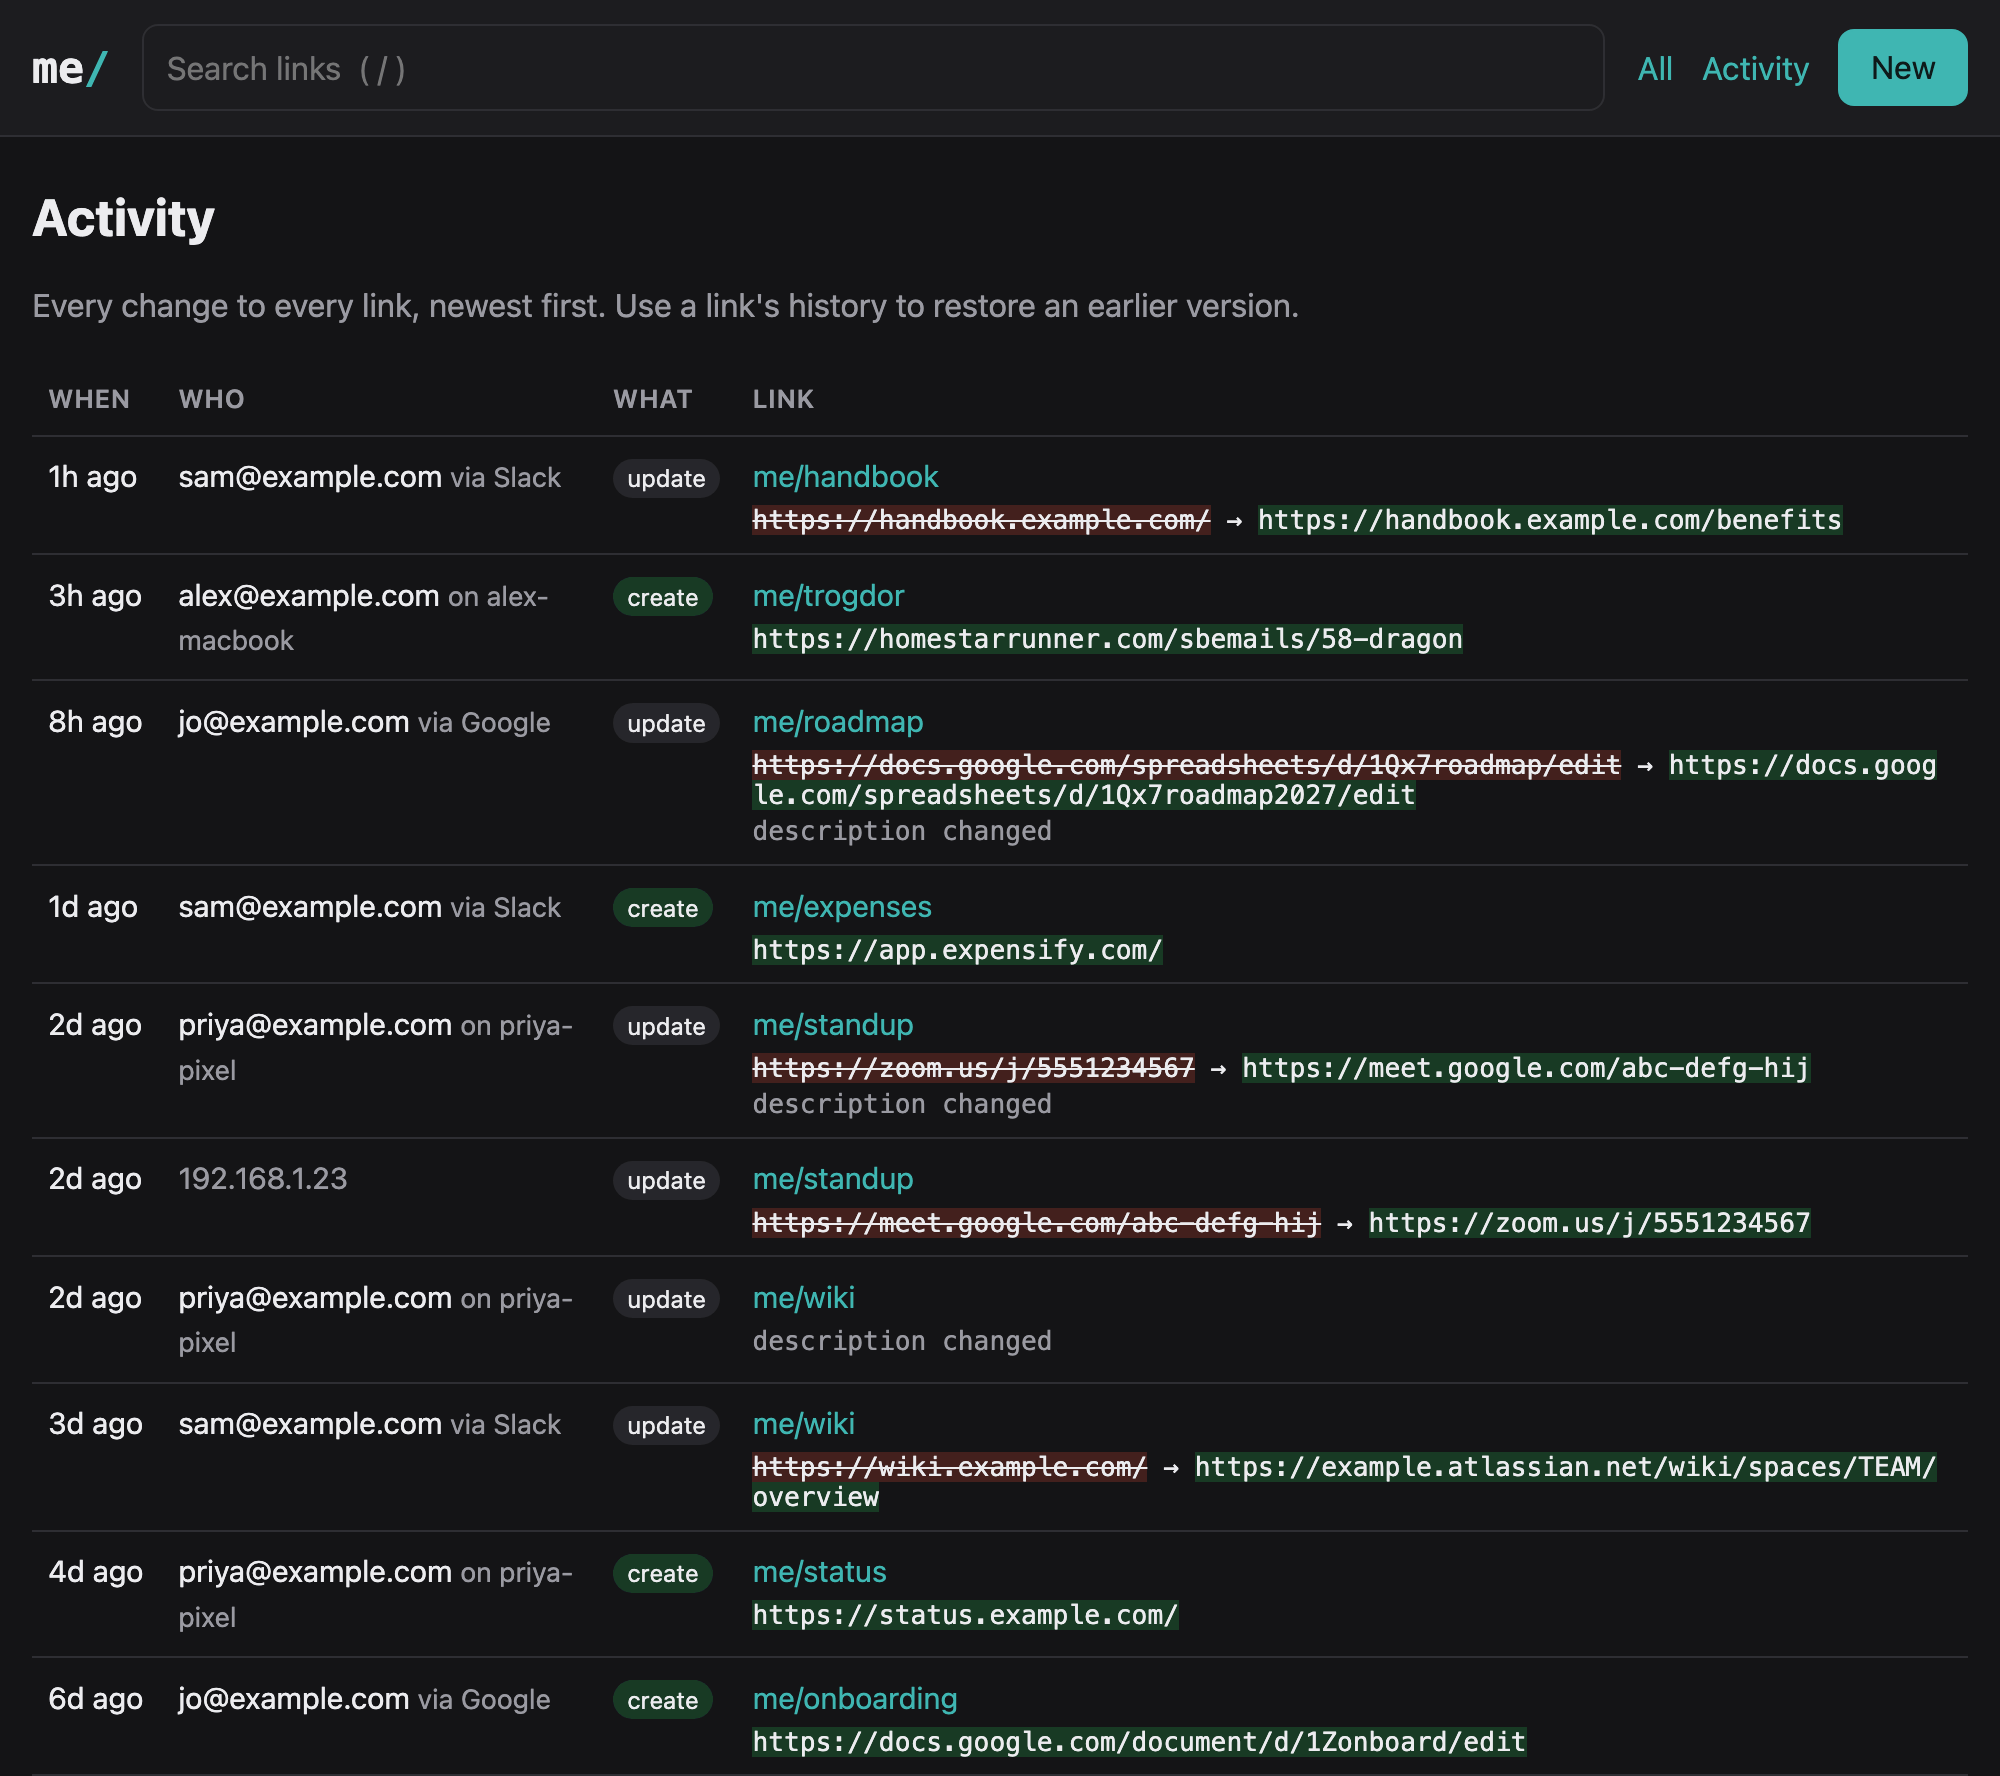 me/
Search links (/)
All
Activity
New
Activity
Every change to every link, newest first. Use a link's history to restore an earlier version.
WHEN WHO WHAT LINK
1h ago sam@example.com via Slack update me/handbook
https://handbook.example.com/ → https://handbook.example.com/benefits
3h ago alex@example.com on alex-
macbook
create me/trogdor
https://homestarrunner.com/sbemails/58-dragon
8h ago jo@example.com via Google update me/roadmap
https://docs.google.com/spreadsheets/d/1Qx7roadmap/edit → https://docs.goog
le.com/spreadsheets/d/1Qx7roadmap2027/edit
description changed
1d ago sam@example.com via Slack create me/expenses
https://app.expensify.com/
2d ago priya@example.com on priya-
pixel
update me/standup
https://zoom.us/j/5551234567 → https://meet.google.com/abc-defg-hij
description changed
2d ago 192.168.1.23 update me/standup
https://meet.google.com/abc-defg-hij → https://zoom.us/j/5551234567
2d ago priya@example.com on priya-
pixel
update me/wiki
description changed
3d ago sam@example.com via Slack update me/wiki
https://wiki.example.com/ → https://example.atlassian.net/wiki/spaces/TEAM/
overview
4d ago priya@example.com on priya-
pixel
create me/status
https://status.example.com/
6d ago jo@example.com via Google create me/onboarding
https://docs.google.com/document/d/1Zonboard/edit